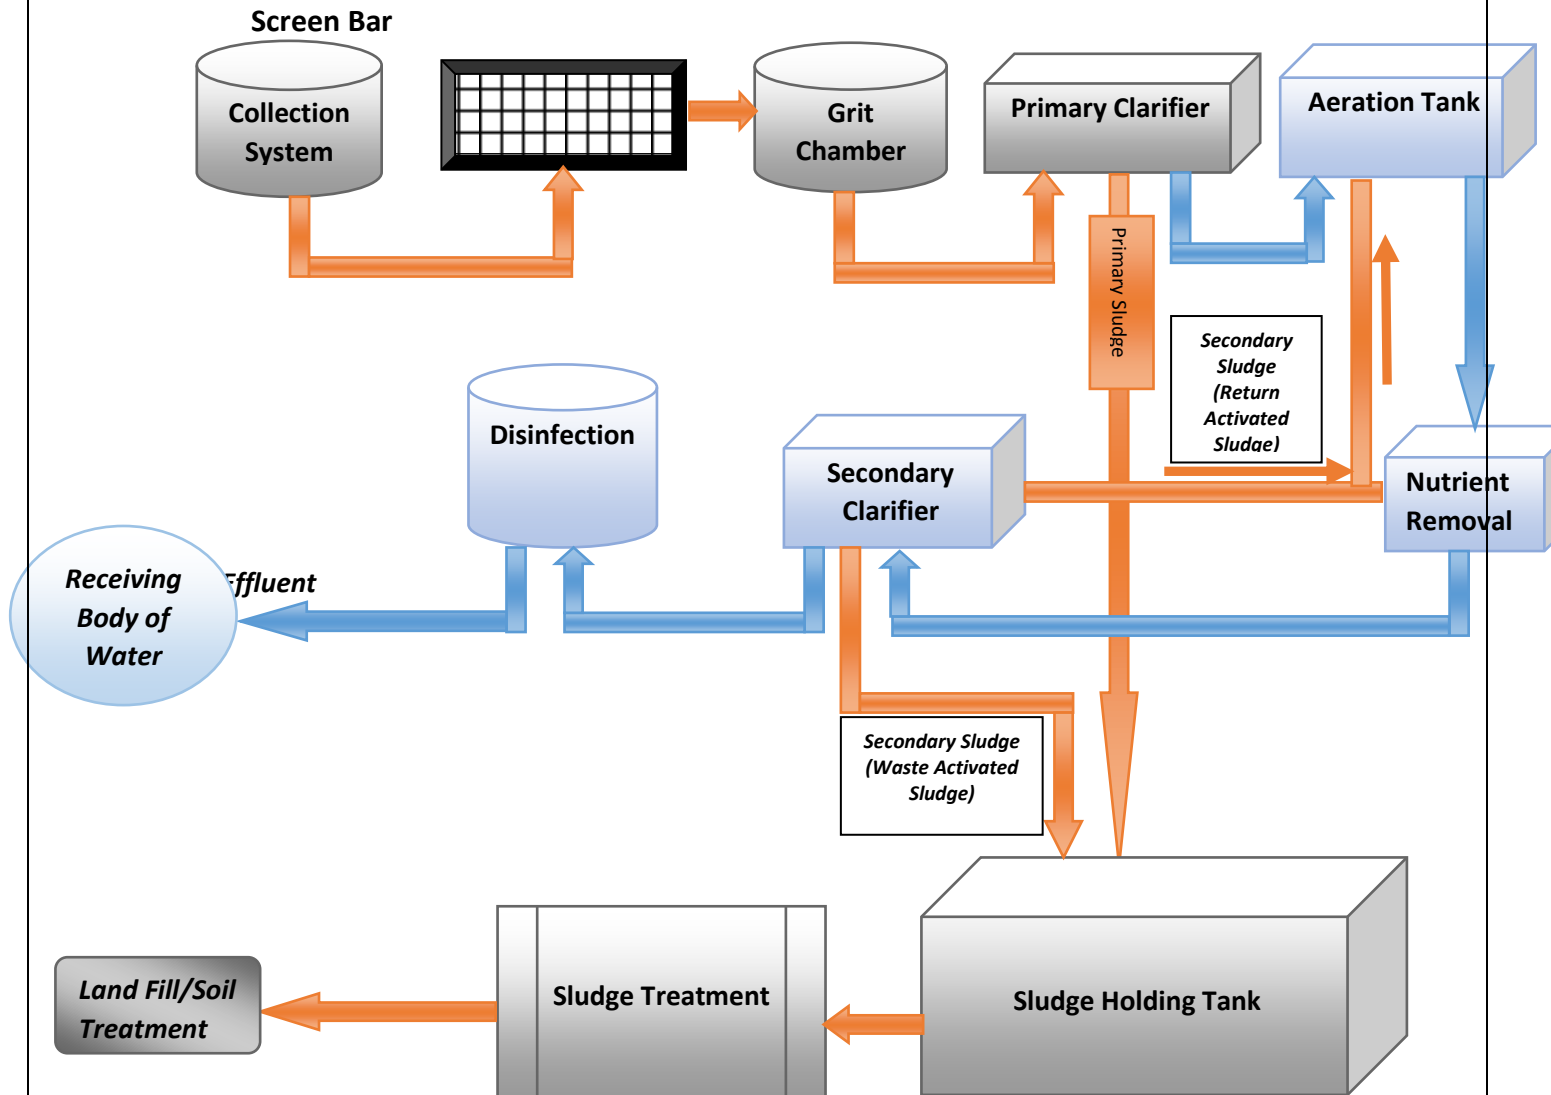 Screen Bar
Collection
System
Grit
Chamber
Primary Clarifier
Aeration Tank
Primary Sludge
Secondary
Sludge
(Return
Activated
Sludge)
Disinfection
Secondary
Clarifier
Nutrient
Removal
Receiving
Body of
Water
Effluent
Secondary Sludge
(Waste Activated
Sludge)
Land Fill/Soil
Treatment
Sludge Treatment
Sludge Holding Tank